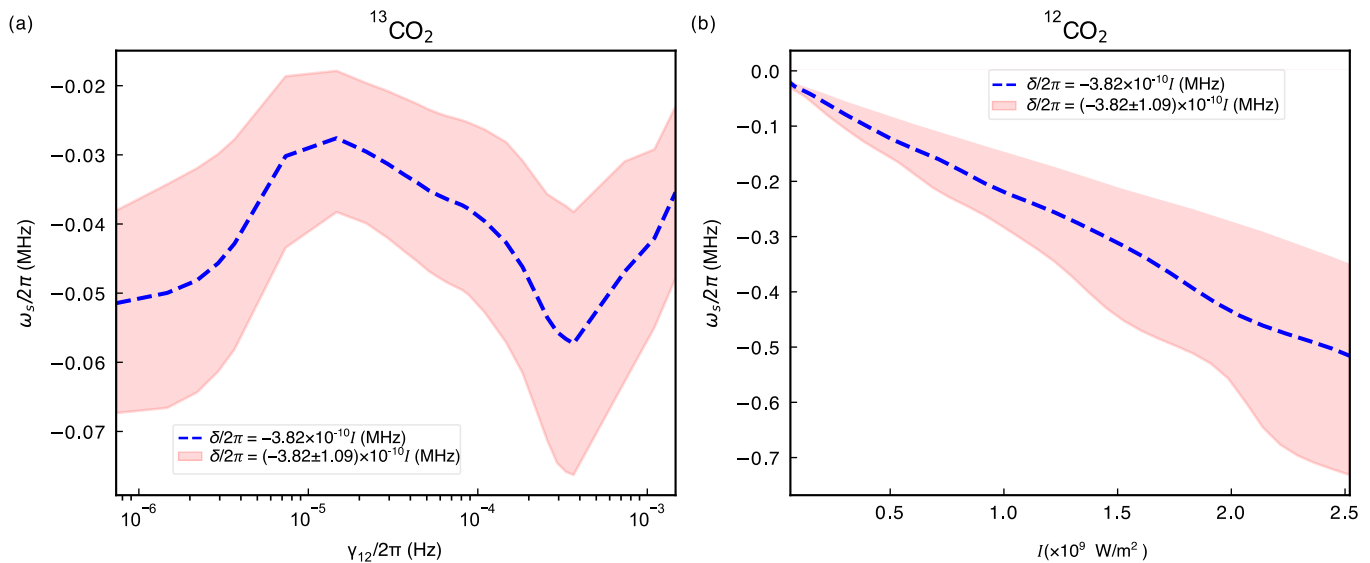 (a)
¹³CO₂
ωₛ/2π (MHz)
−0.02
−0.03
−0.04
−0.05
−0.06
−0.07
δ/2π = −3.82×10⁻¹⁰I (MHz)
δ/2π = (−3.82±1.09)×10⁻¹⁰I (MHz)
10⁻⁶ 10⁻⁵ 10⁻⁴ 10⁻³
γ₁₂/2π (Hz)
(b)
¹²CO₂
ωₛ/2π (MHz)
0.0
−0.1
−0.2
−0.3
−0.4
−0.5
−0.6
−0.7
δ/2π = −3.82×10⁻¹⁰I (MHz)
δ/2π = (−3.82±1.09)×10⁻¹⁰I (MHz)
0.5 1.0 1.5 2.0 2.5
I(×10⁹ W/m²)